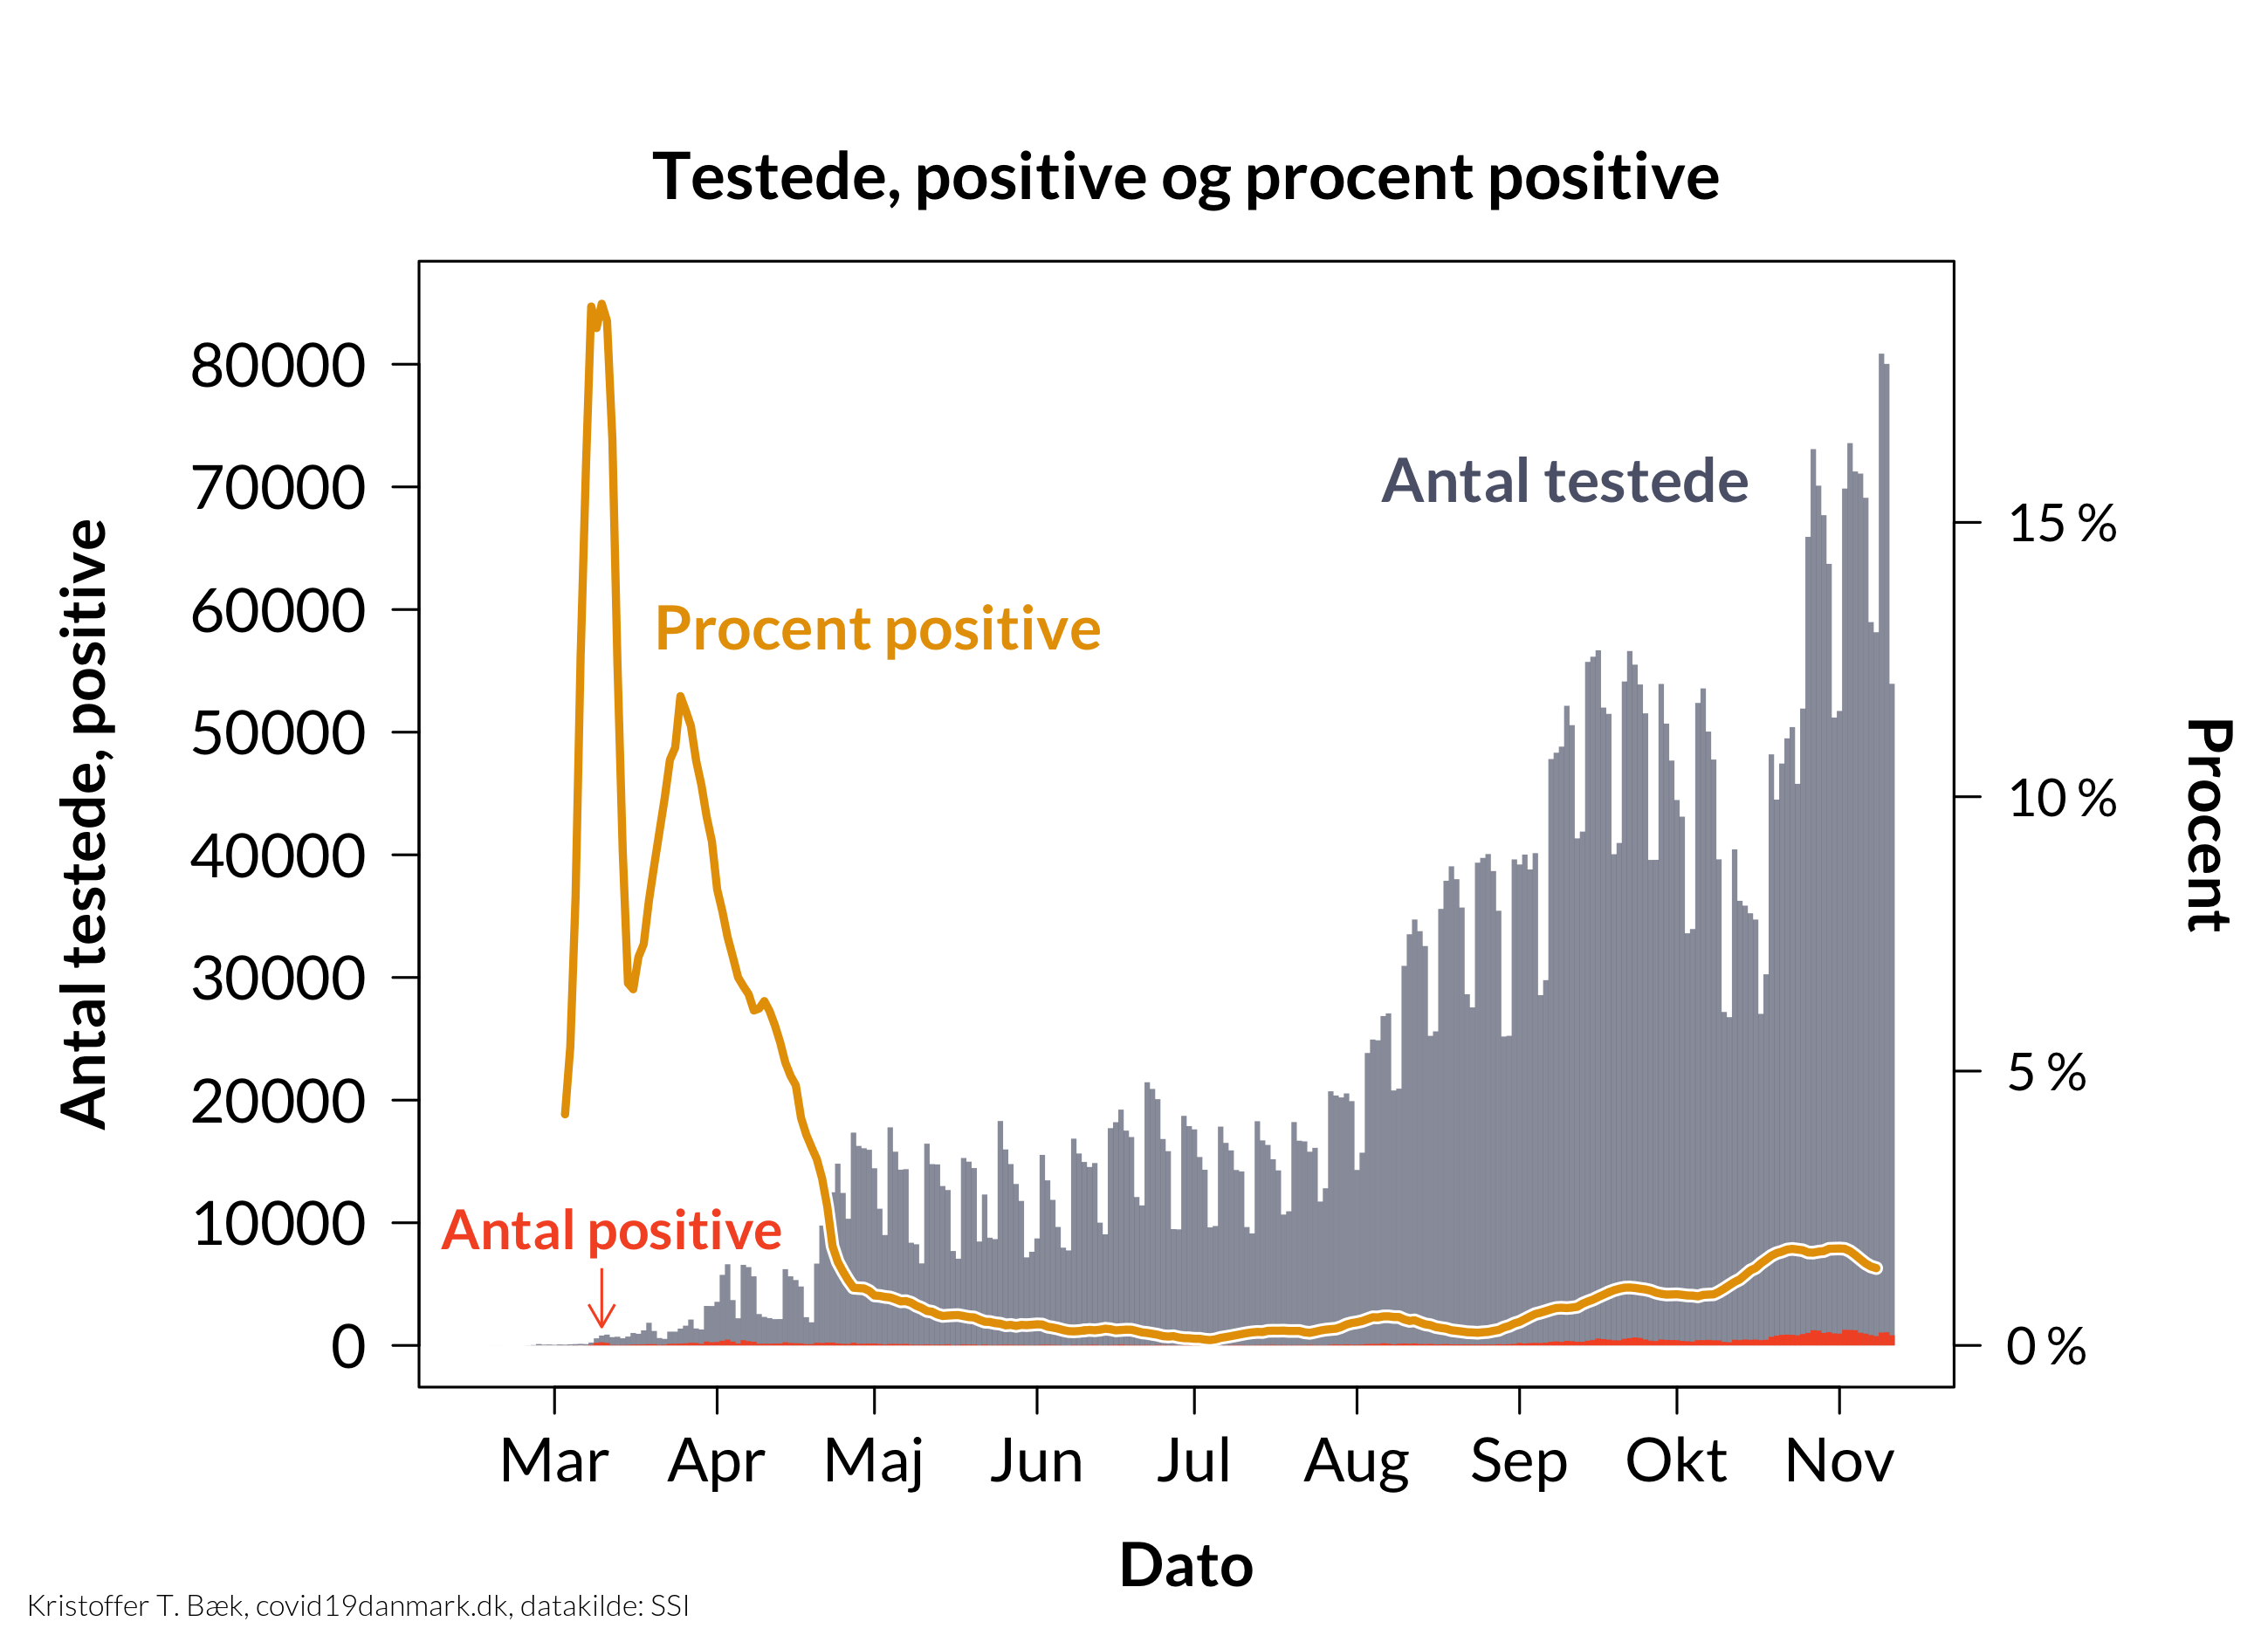 Testede, positive og procent positive
Antal testede, positive
80000
70000
60000
50000
40000
30000
20000
10000
0
Antal testede
Procent positive
Antal positive
15 %
10 %
5 %
0 %
Procent
Mar Apr Maj Jun Jul Aug Sep Okt Nov
Dato
Kristoffer T. Bæk, covid19danmark.dk, datakilde: SSI